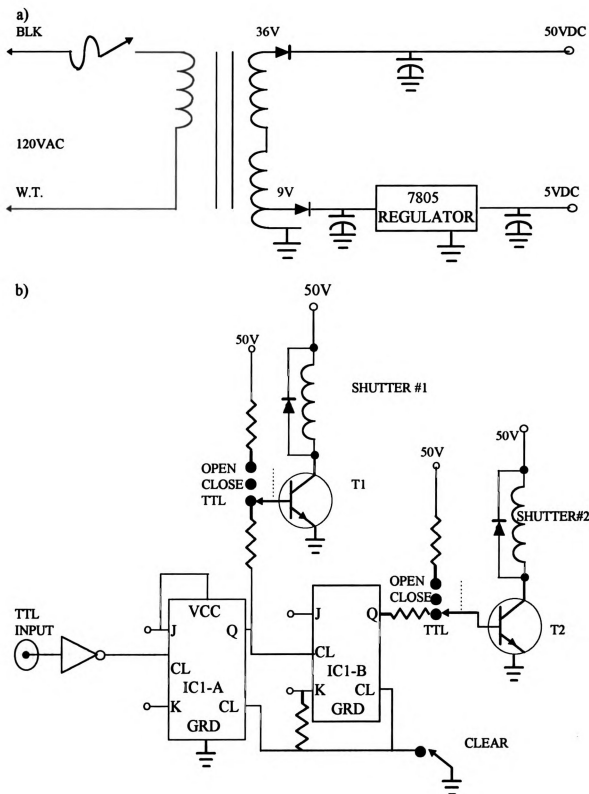 a)
BLK
36V
50VDC
120VAC
W.T.
9V
7805
REGULATOR
5VDC
b)
50V
50V
SHUTTER #1
OPEN
CLOSE
TTL
T1
50V
50V
SHUTTER#2
OPEN
CLOSE
TTL
T2
TTL
INPUT
VCC
J
Q
CL
IC1-A
K
CL
GRD
J
Q
CL
IC1-B
K
CL
GRD
CLEAR